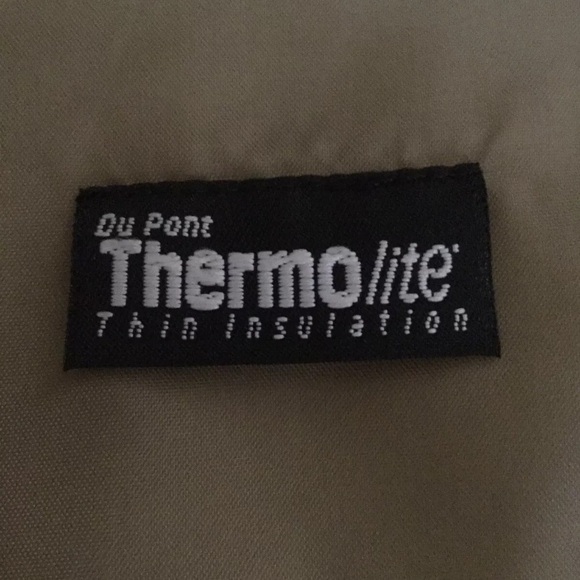 Du Pont
Thermolite
Thin insulation